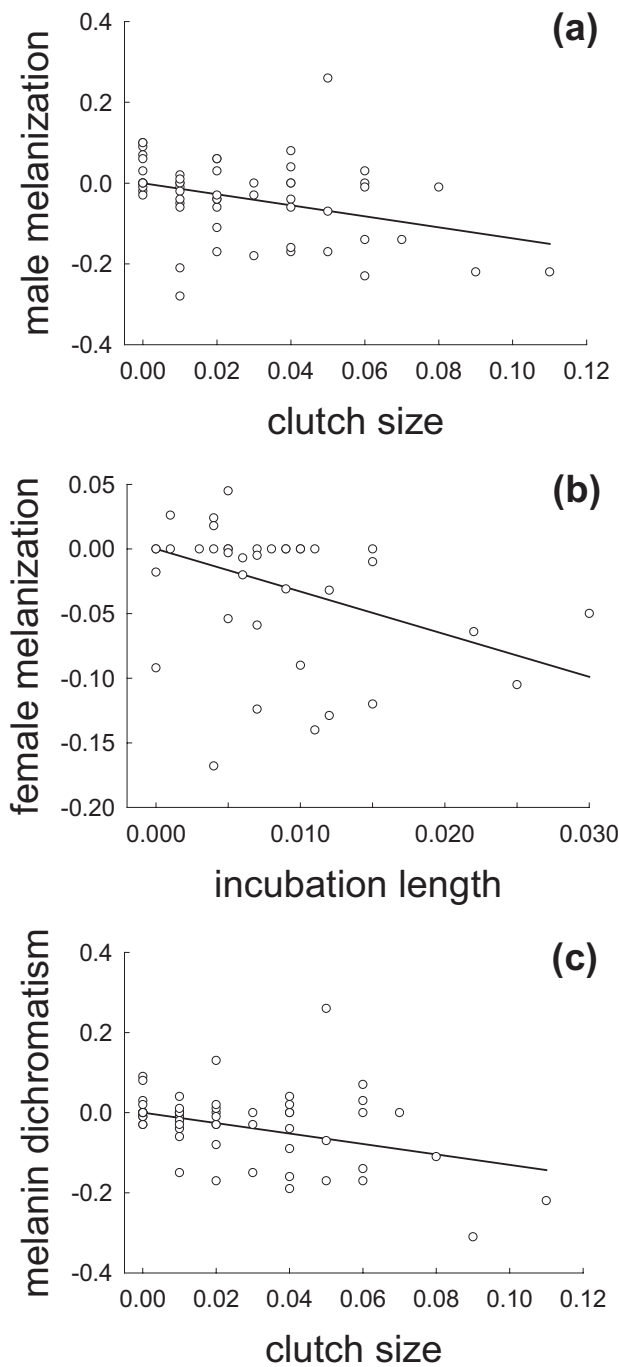 (a)
male melanization
0.4
0.2
0.0
-0.2
-0.4
0.00 0.02 0.04 0.06 0.08 0.10 0.12
clutch size
(b)
female melanization
0.05
0.00
-0.05
-0.10
-0.15
-0.20
0.000 0.010 0.020 0.030
incubation length
(c)
melanin dichromatism
0.4
0.2
0.0
-0.2
-0.4
0.00 0.02 0.04 0.06 0.08 0.10 0.12
clutch size